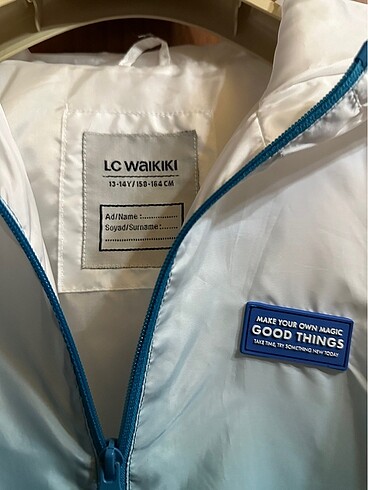 LC WAIKIKI
13-14Y/158-164 CM
Ad/Name:...............
Soyad/Surname:.......
........................
MAKE YOUR OWN MAGIC
GOOD THINGS
TAKE TIME, TRY SOMETHING NEW TODAY